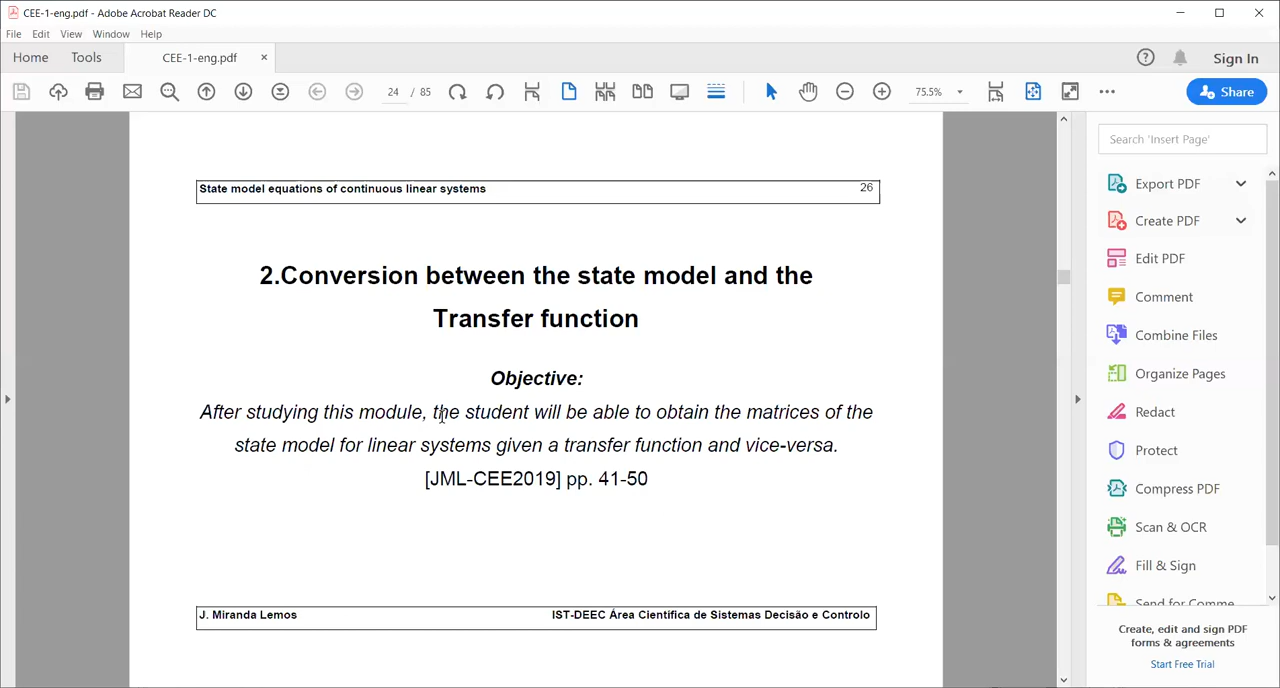 CEE-1-eng.pdf - Adobe Acrobat Reader DC
File Edit View Window Help
Home Tools CEE-1-eng.pdf × Sign In
24 / 85 75.5% Share
Search 'Insert Page'
State model equations of continuous linear systems 26
Export PDF
Create PDF
2.Conversion between the state model and the
Edit PDF
Comment
Transfer function
Combine Files
Objective:
Organize Pages
After studying this module, the student will be able to obtain the matrices of the
Redact
state model for linear systems given a transfer function and vice-versa.
Protect
[JML-CEE2019] pp. 41-50
Compress PDF
Scan & OCR
Fill & Sign
Send for Comme
J. Miranda Lemos IST-DEEC Área Científica de Sistemas Decisão e Controlo
Create, edit and sign PDF
forms & agreements
Start Free Trial